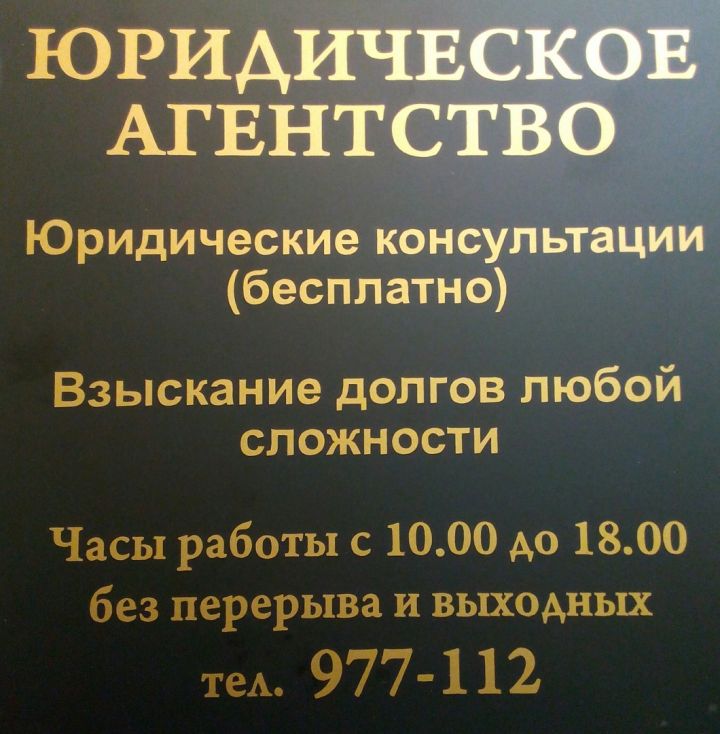 ЮРИДИЧЕСКОЕ
АГЕНТСТВО
Юридические консультации
(бесплатно)
Взыскание долгов любой
сложности
Часы работы с 10.00 до 18.00
без перерыва и выходных
тел. 977-112